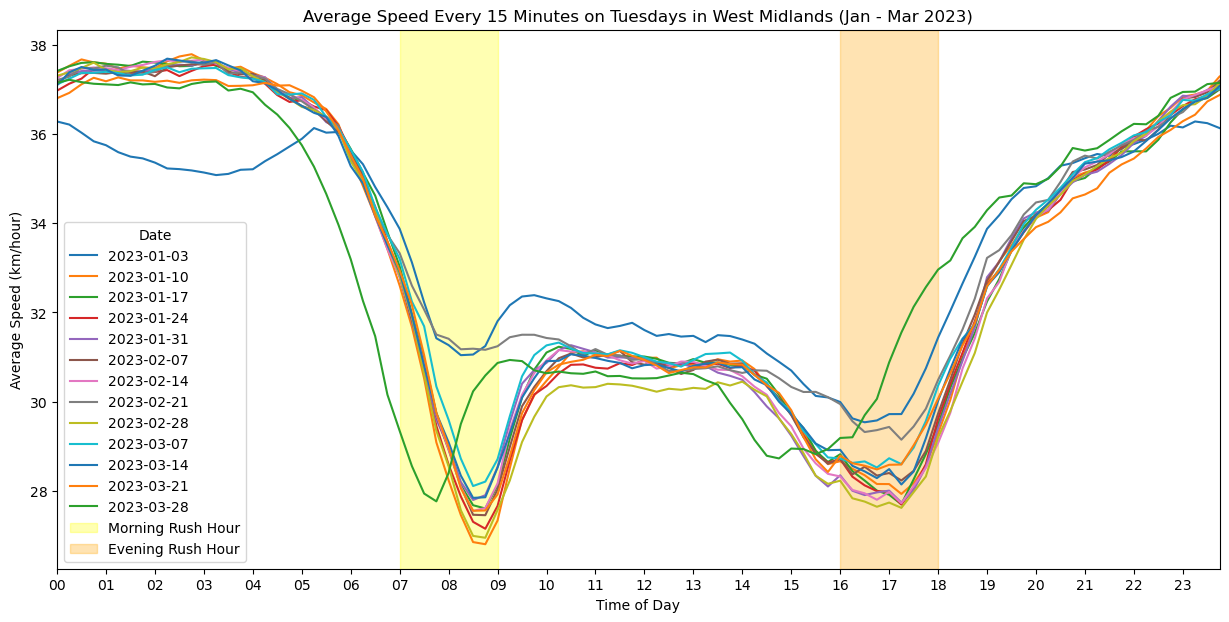 Average Speed Every 15 Minutes on Tuesdays in West Midlands (Jan - Mar 2023)
Average Speed (km/hour)
38
36
34
32
30
28
Date
2023-01-03
2023-01-10
2023-01-17
2023-01-24
2023-01-31
2023-02-07
2023-02-14
2023-02-21
2023-02-28
2023-03-07
2023-03-14
2023-03-21
2023-03-28
Morning Rush Hour
Evening Rush Hour
00 01 02 03 04 05 06 07 08 09 10 11 12 13 14 15 16 17 18 19 20 21 22 23
Time of Day